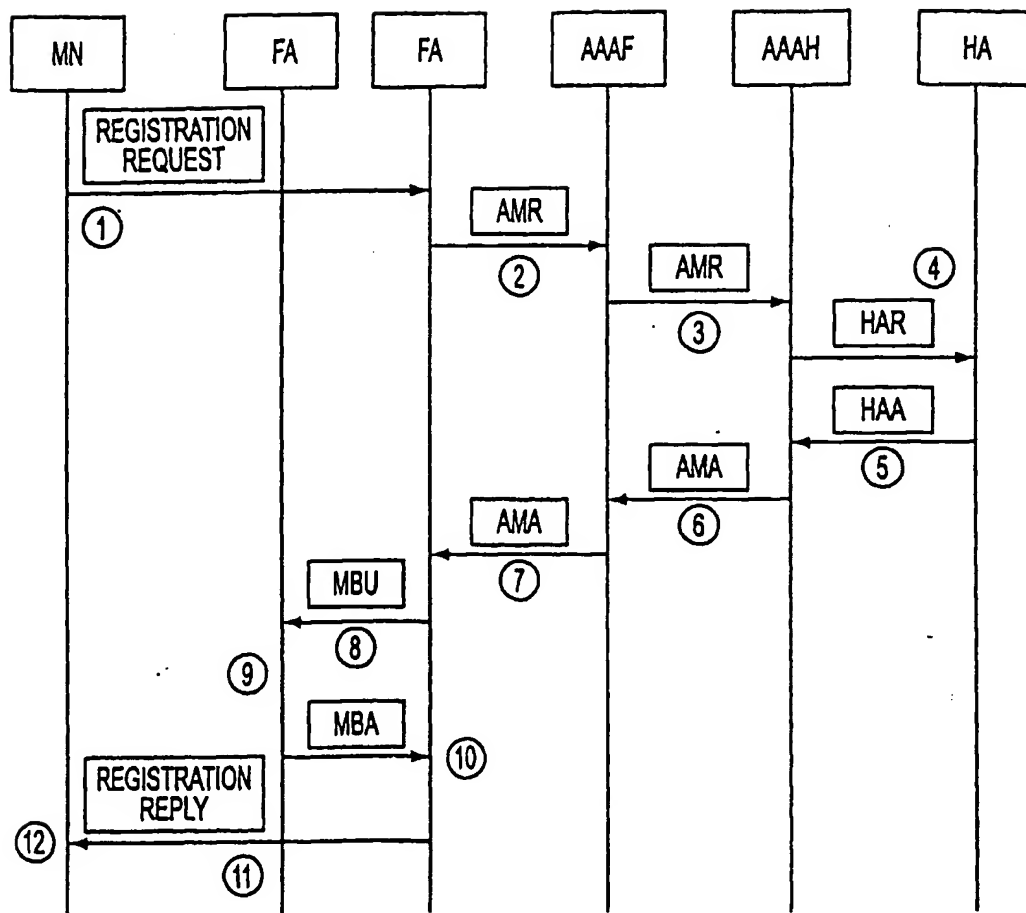 MN
FA
FA
AAAF
AAAH
HA
REGISTRATION
REQUEST
1
AMR
2
AMR
3
4
HAR
HAA
5
AMA
6
AMA
7
MBU
8
9
MBA
10
REGISTRATION
REPLY
12
11